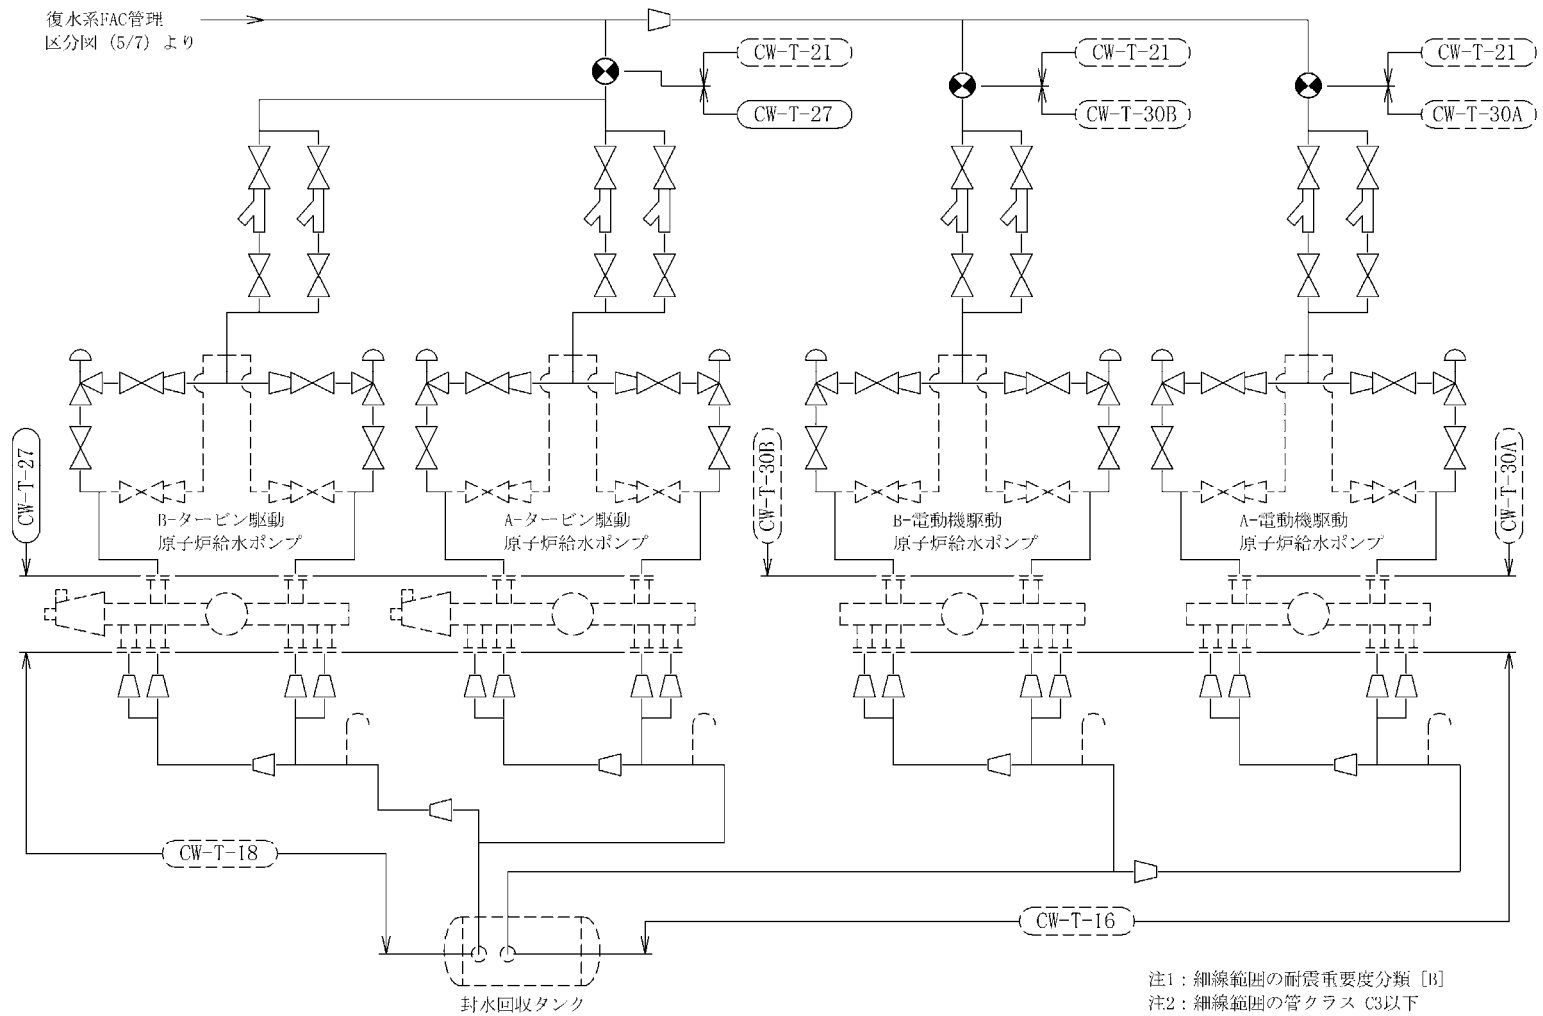 復水系FAC管理
区分図 (5/7) より
CW-T-21
CW-T-27
CW-T-21
CW-T-30B
CW-T-21
CW-T-30A
CW-T-27
B-タービン駆動
原子炉給水ポンプ
A-タービン駆動
原子炉給水ポンプ
CW-T-30B
B-電動機駆動
原子炉給水ポンプ
A-電動機駆動
原子炉給水ポンプ
CW-T-30A
CW-T-18
CW-T-16
封水回収タンク
注1：細線範囲の耐震重要度分類 [B]
注2：細線範囲の管クラス C3以下